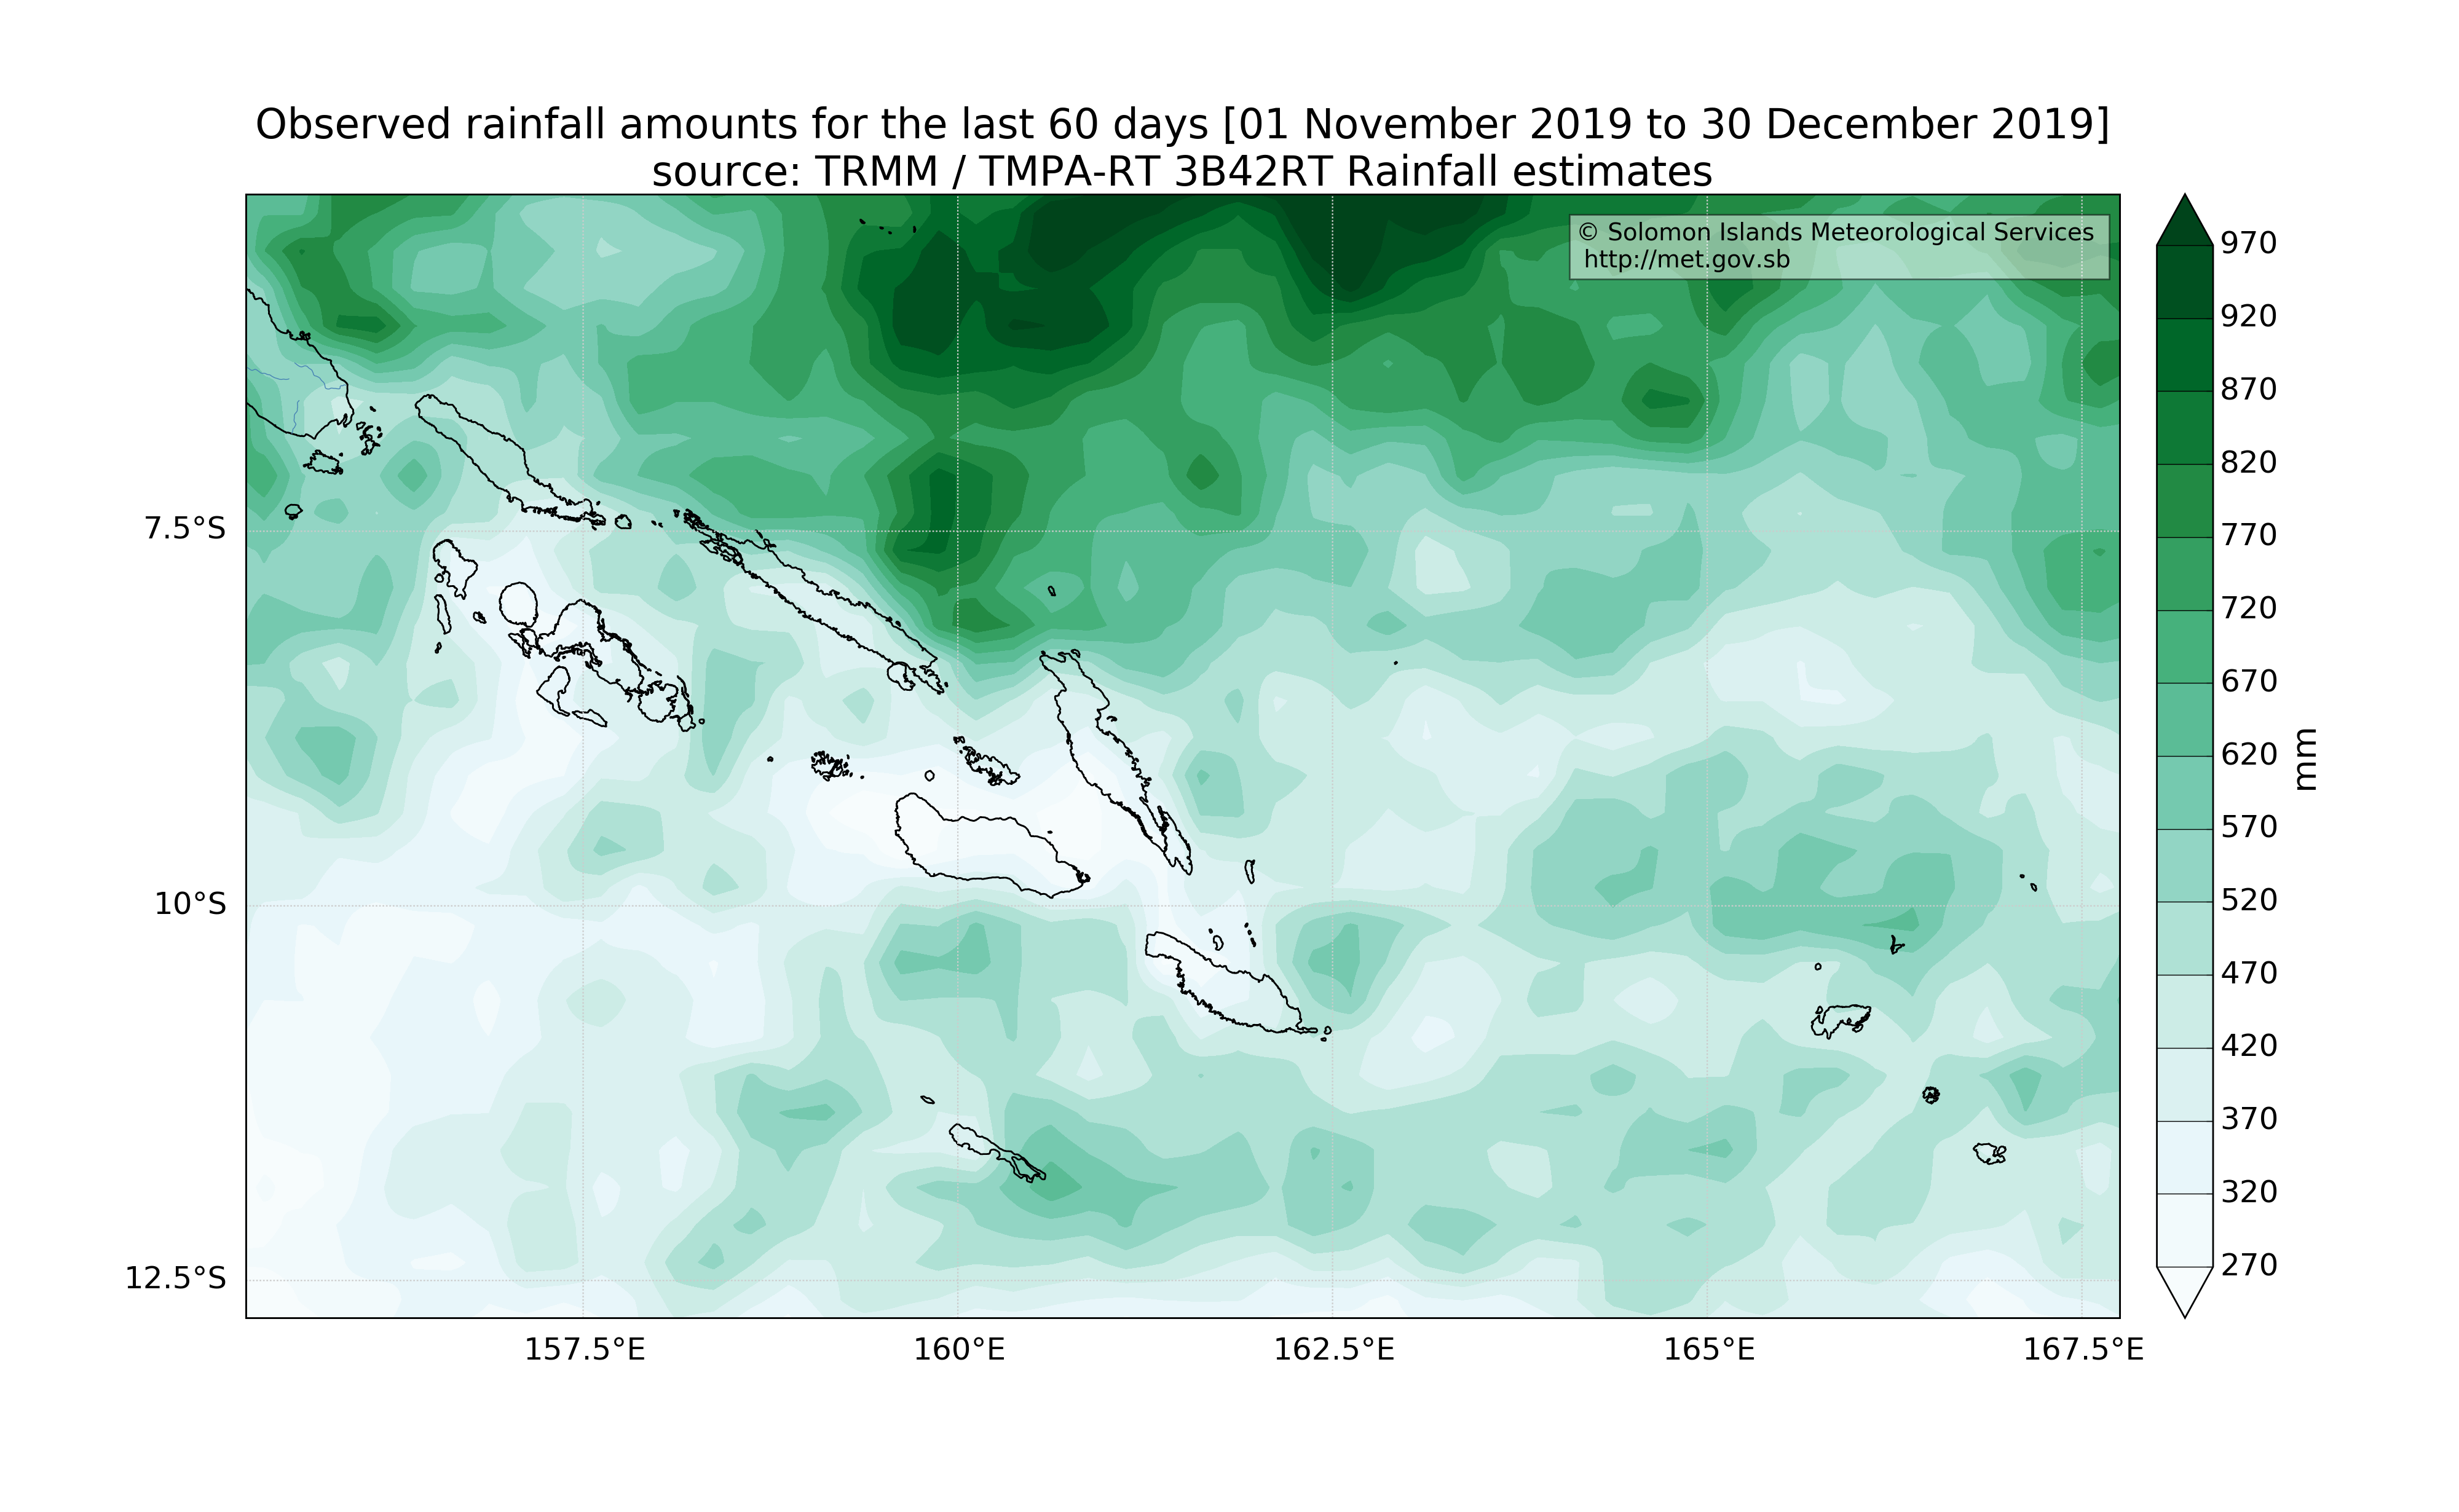 Observed rainfall amounts for the last 60 days [01 November 2019 to 30 December 2019]
source: TRMM / TMPA-RT 3B42RT Rainfall estimates
© Solomon Islands Meteorological Services
http://met.gov.sb
7.5°S
10°S
12.5°S
157.5°E
160°E
162.5°E
165°E
167.5°E
970
920
870
820
770
720
670
620
570
520
470
420
370
320
270
mm